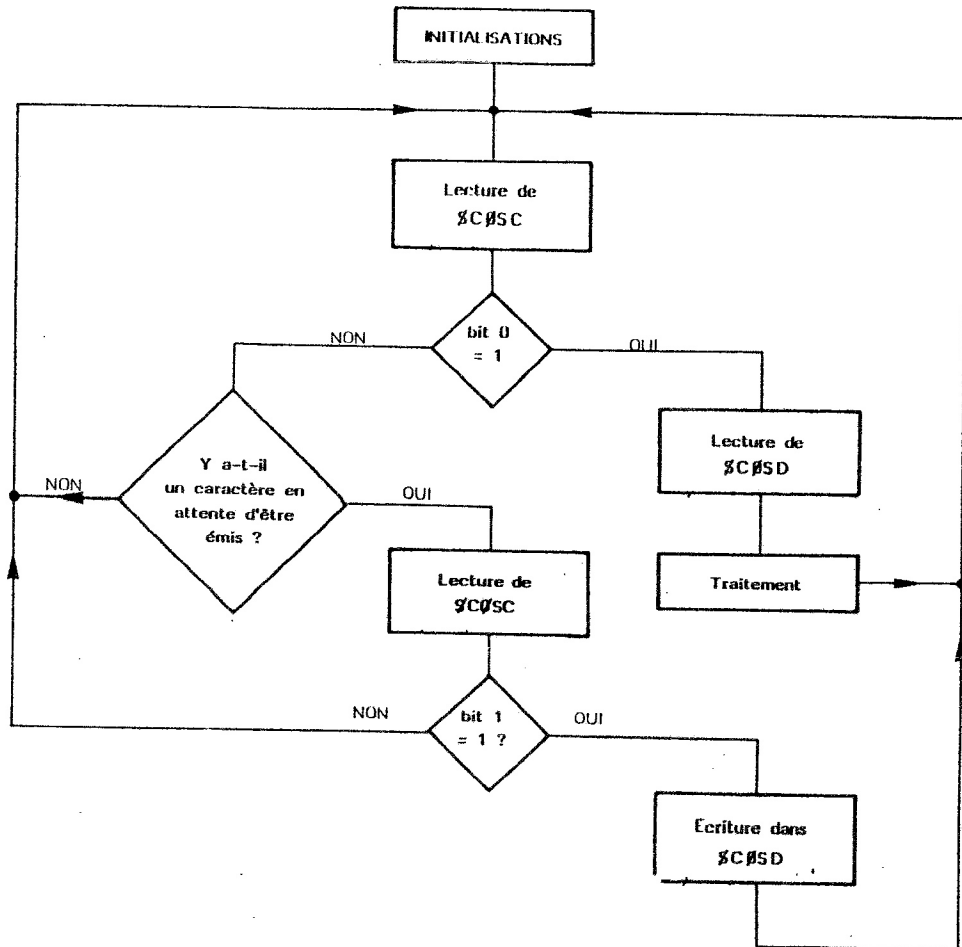 INITIALISATIONS
Lecture de
$CØSC
bit 0
= 1
NON
OUI
Lecture de
$CØSD
Y a-t-il
un caractère en
attente d'être
émis ?
NON
OUI
Lecture de
$CØSC
Traitement
bit 1
= 1 ?
NON
OUI
Ecriture dans
$CØSD